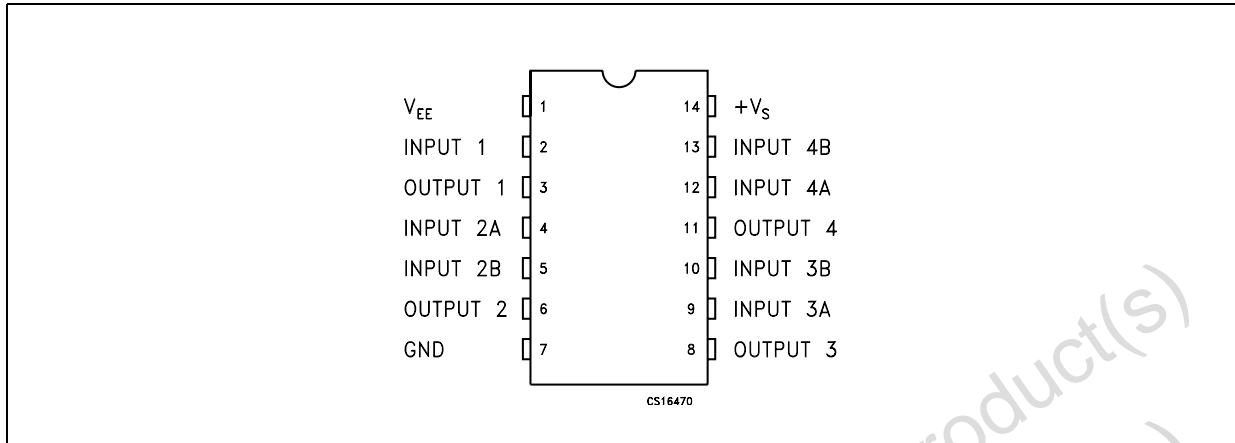 V_EE 1 14 +V_S
INPUT 1 2 13 INPUT 4B
OUTPUT 1 3 12 INPUT 4A
INPUT 2A 4 11 OUTPUT 4
INPUT 2B 5 10 INPUT 3B
OUTPUT 2 6 9 INPUT 3A
GND 7 8 OUTPUT 3
CS16470